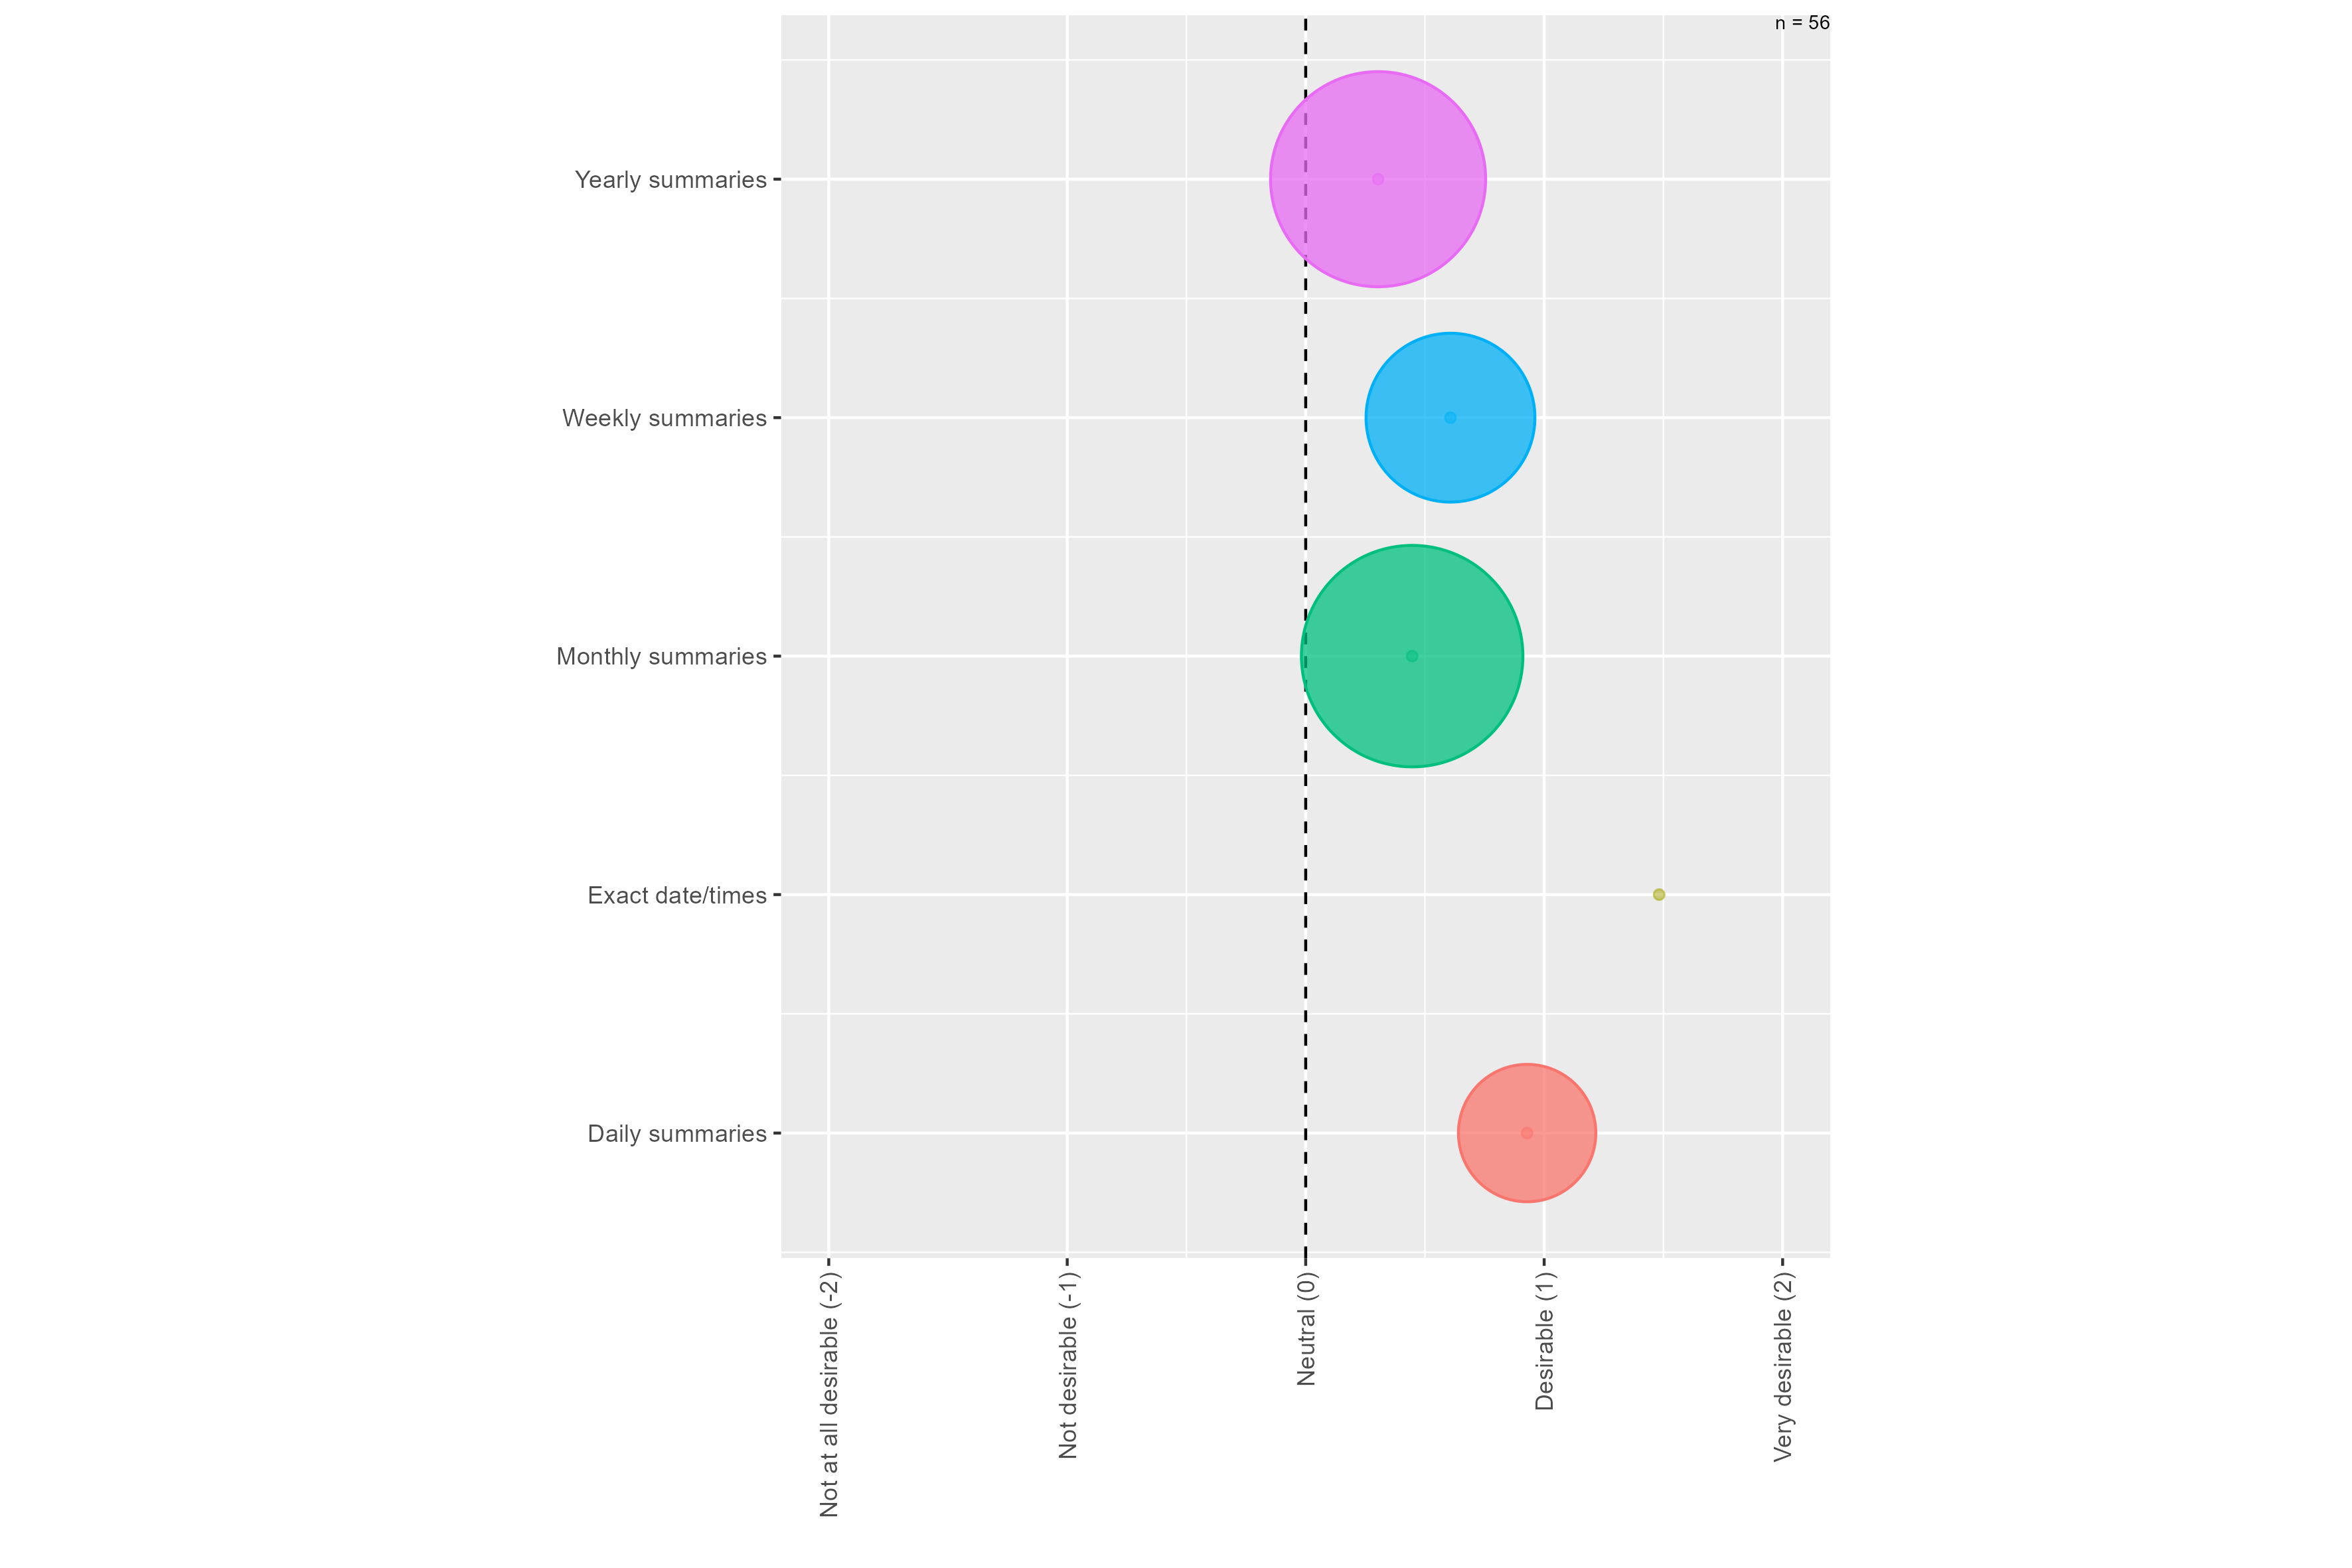 n = 56
Yearly summaries
Weekly summaries
Monthly summaries
Exact date/times
Daily summaries
Not at all desirable (-2)
Not desirable (-1)
Neutral (0)
Desirable (1)
Very desirable (2)